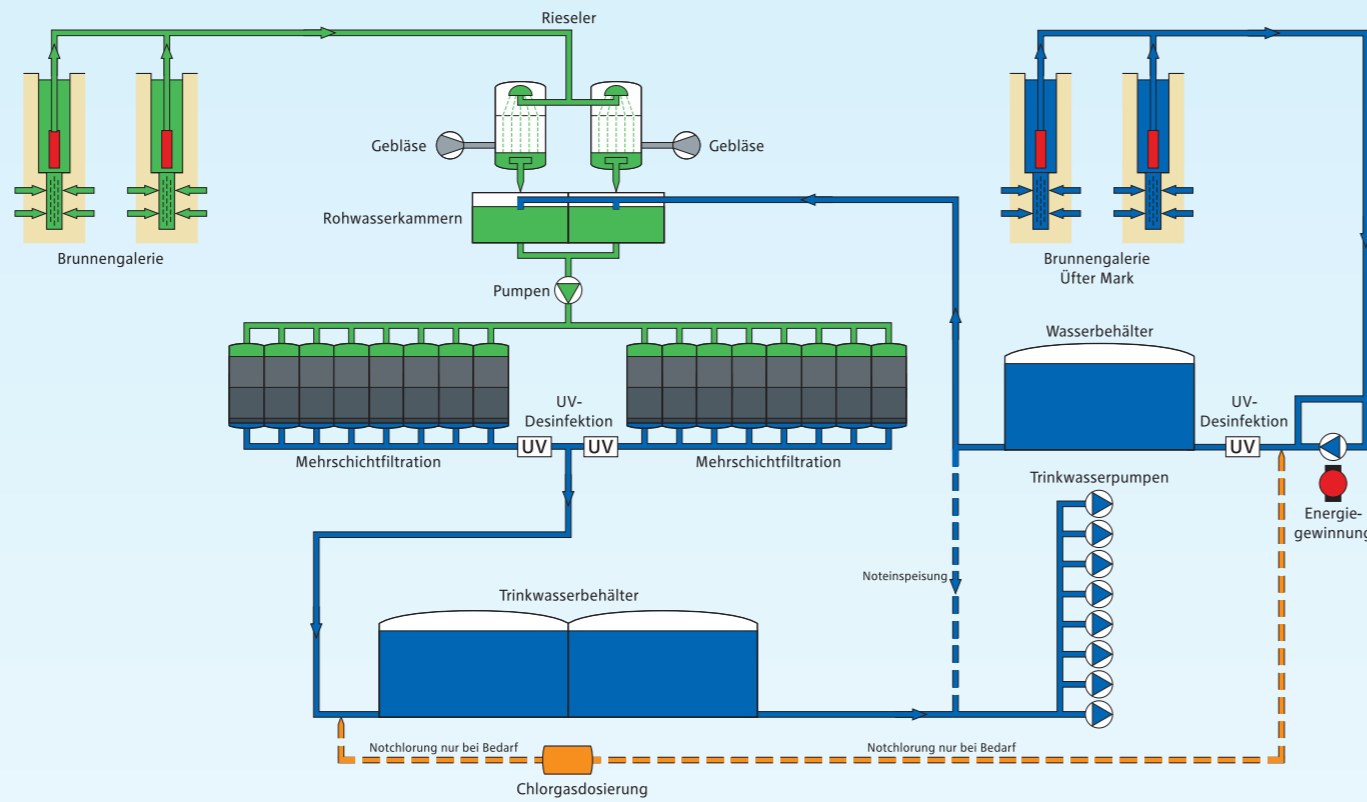 Rieseler
Gebläse
Gebläse
Rohwasserkammern
Brunnengalerie
Brunnengalerie
Üfter Mark
Pumpen
Wasserbehälter
UV-
Desinfektion
UV
UV
UV-
Desinfektion
UV
Mehrschichtfiltration
Mehrschichtfiltration
Trinkwasserpumpen
Energie-
gewinnung
Noteinspeisung
Trinkwasserbehälter
Notchlorung nur bei Bedarf
Notchlorung nur bei Bedarf
Chlorgasdosierung